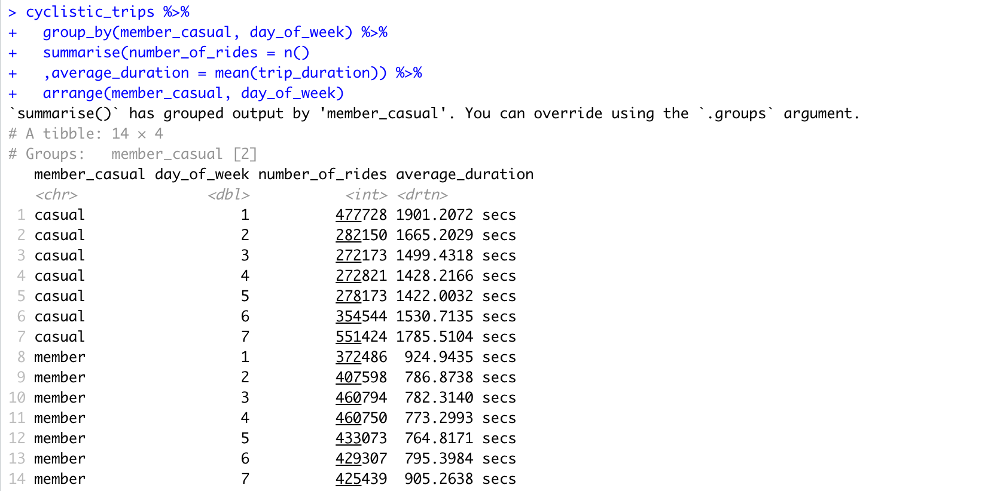 > cyclistic_trips %>%
+   group_by(member_casual, day_of_week) %>%
+   summarise(number_of_rides = n()
+   ,average_duration = mean(trip_duration)) %>%
+   arrange(member_casual, day_of_week)
`summarise()` has grouped output by 'member_casual'. You can override using the `.groups` argument.
# A tibble: 14 × 4
# Groups:   member_casual [2]
   member_casual day_of_week number_of_rides average_duration
   <chr>               <dbl>           <int> <drtn>
 1 casual                  1          477728 1901.2072 secs
 2 casual                  2          282150 1665.2029 secs
 3 casual                  3          272173 1499.4318 secs
 4 casual                  4          272821 1428.2166 secs
 5 casual                  5          278173 1422.0032 secs
 6 casual                  6          354544 1530.7135 secs
 7 casual                  7          551424 1785.5104 secs
 8 member                  1          372486  924.9435 secs
 9 member                  2          407598  786.8738 secs
10 member                  3          460794  782.3140 secs
11 member                  4          460750  773.2993 secs
12 member                  5          433073  764.8171 secs
13 member                  6          429307  795.3984 secs
14 member                  7          425439  905.2638 secs